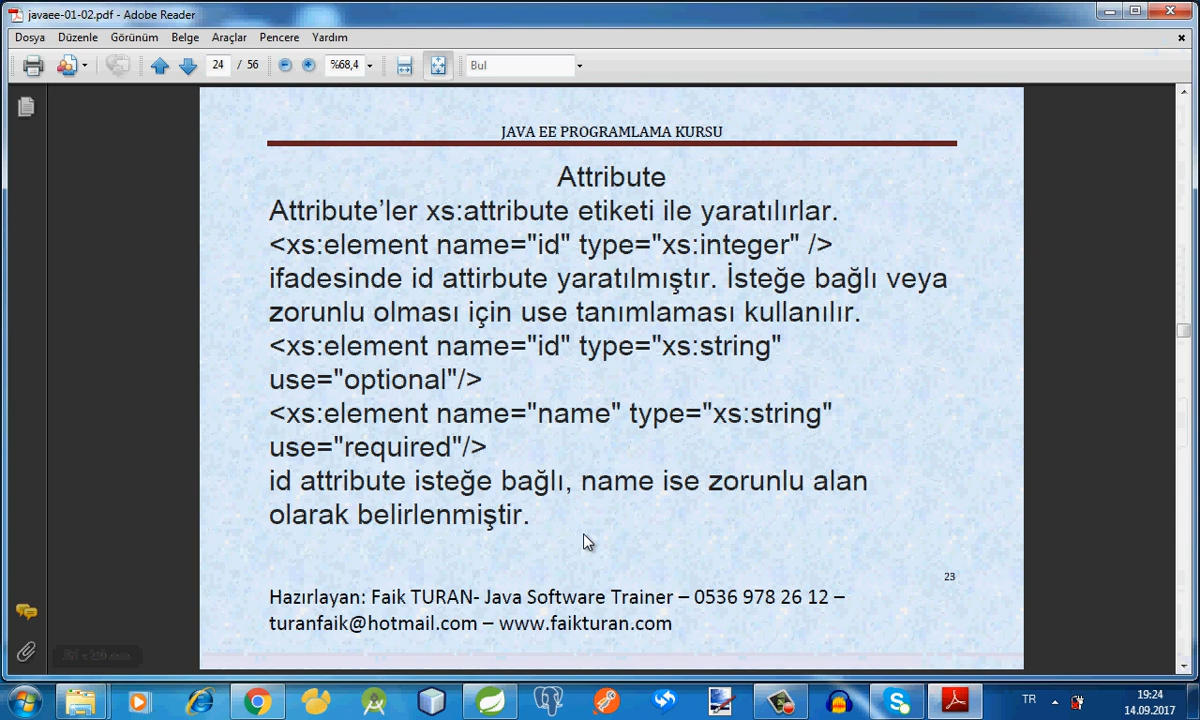 javaee-01-02.pdf - Adobe Reader
Dosya Düzenle Görünüm Belge Araçlar Pencere Yardım
24 / 56 %68,4 Bul
JAVA EE PROGRAMLAMA KURSU
Attribute
Attribute’ler xs:attribute etiketi ile yaratılırlar.
<xs:element name="id" type="xs:integer" />
ifadesinde id attirbute yaratılmıştır. İsteğe bağlı veya
zorunlu olması için use tanımlaması kullanılır.
<xs:element name="id" type="xs:string"
use="optional"/>
<xs:element name="name" type="xs:string"
use="required"/>
id attribute isteğe bağlı, name ise zorunlu alan
olarak belirlenmiştir.
23
Hazırlayan: Faik TURAN- Java Software Trainer – 0536 978 26 12 –
turanfaik@hotmail.com – www.faikturan.com
TR
19:24
14.09.2017